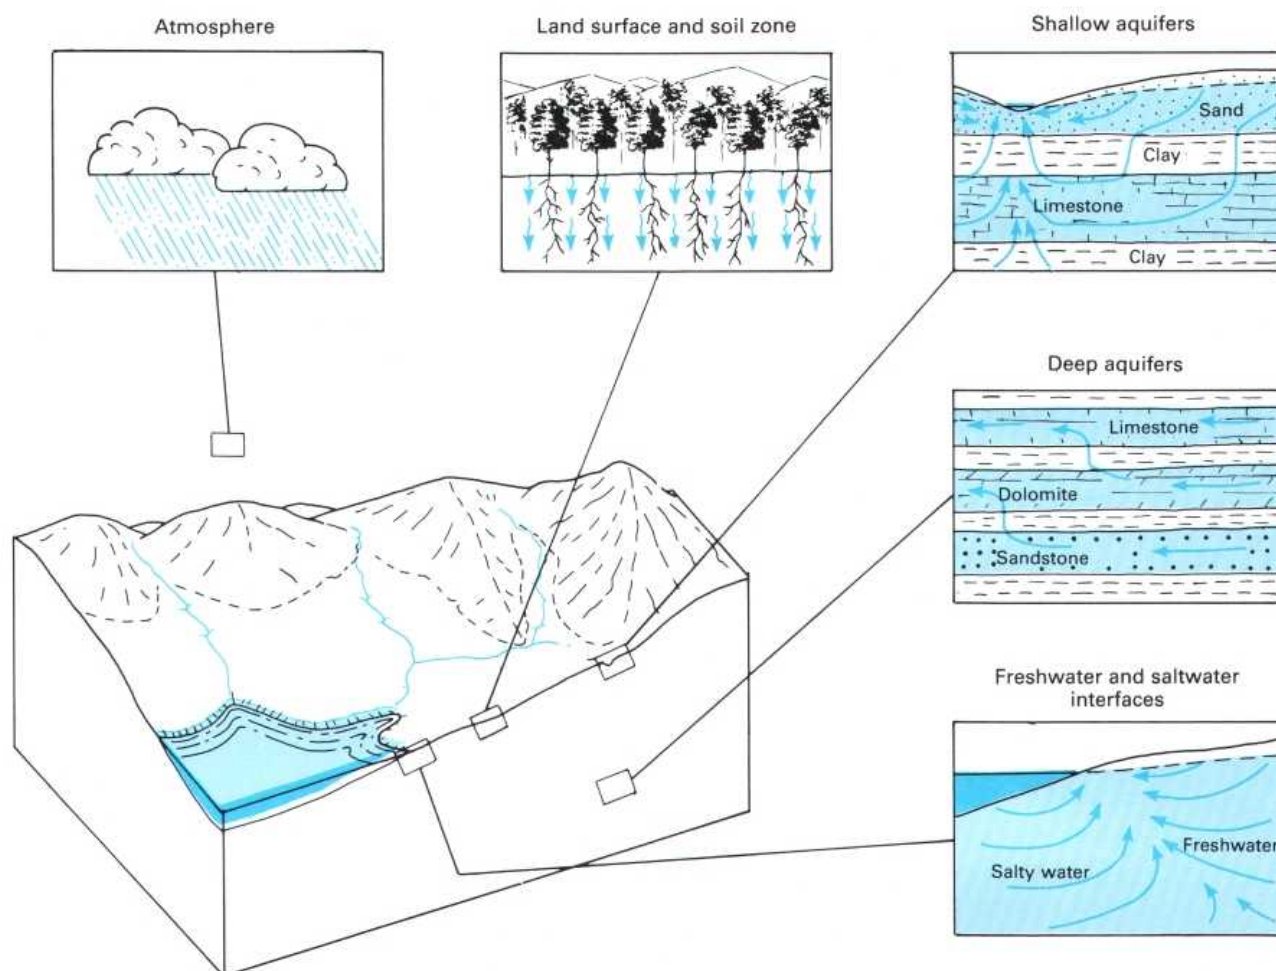 Atmosphere
Land surface and soil zone
Shallow aquifers
Sand
Clay
Limestone
Clay
Deep aquifers
Limestone
Dolomite
Sandstone
Freshwater and saltwater
interfaces
Freshwater
Salty water